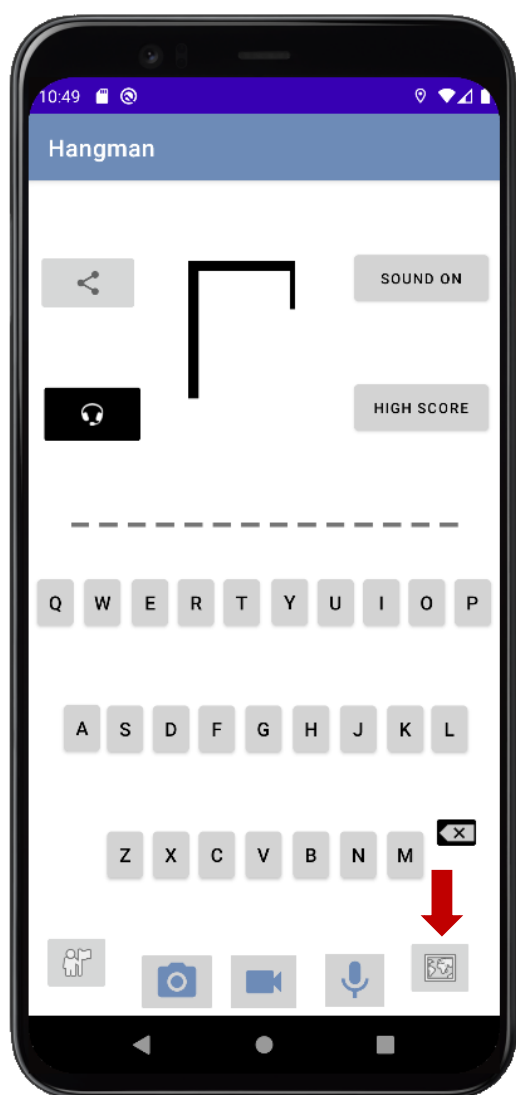 10:49
Hangman
SOUND ON
HIGH SCORE
Q W E R T Y U I O P
A S D F G H J K L
Z X C V B N M